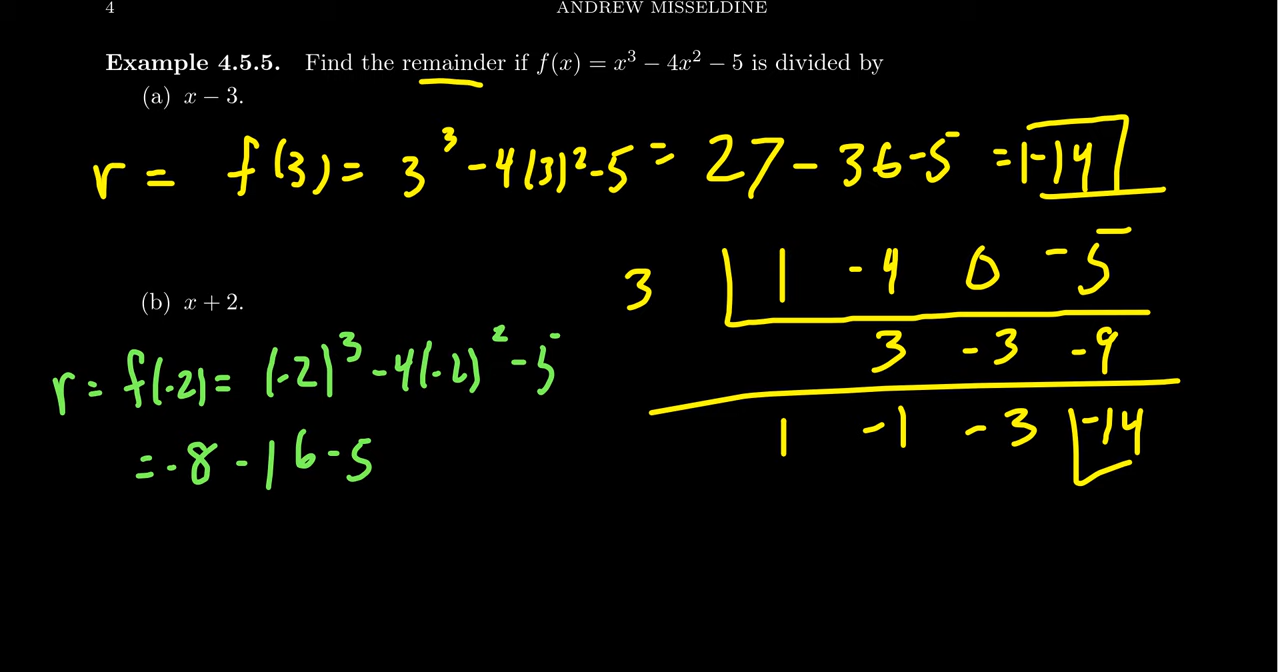 4 ANDREW MISSELDINE
Example 4.5.5. Find the remainder if f(x) = x³ − 4x² − 5 is divided by
(a) x − 3.
r = f(3) = 3³ - 4(3)² - 5 = 27 - 36 - 5 = -14
3 | 1 -4 0 -5
3 -3 -9
1 -1 -3 -14
(b) x + 2.
r = f(-2) = (-2)³ - 4(-2)² - 5
= -8 - 16 - 5